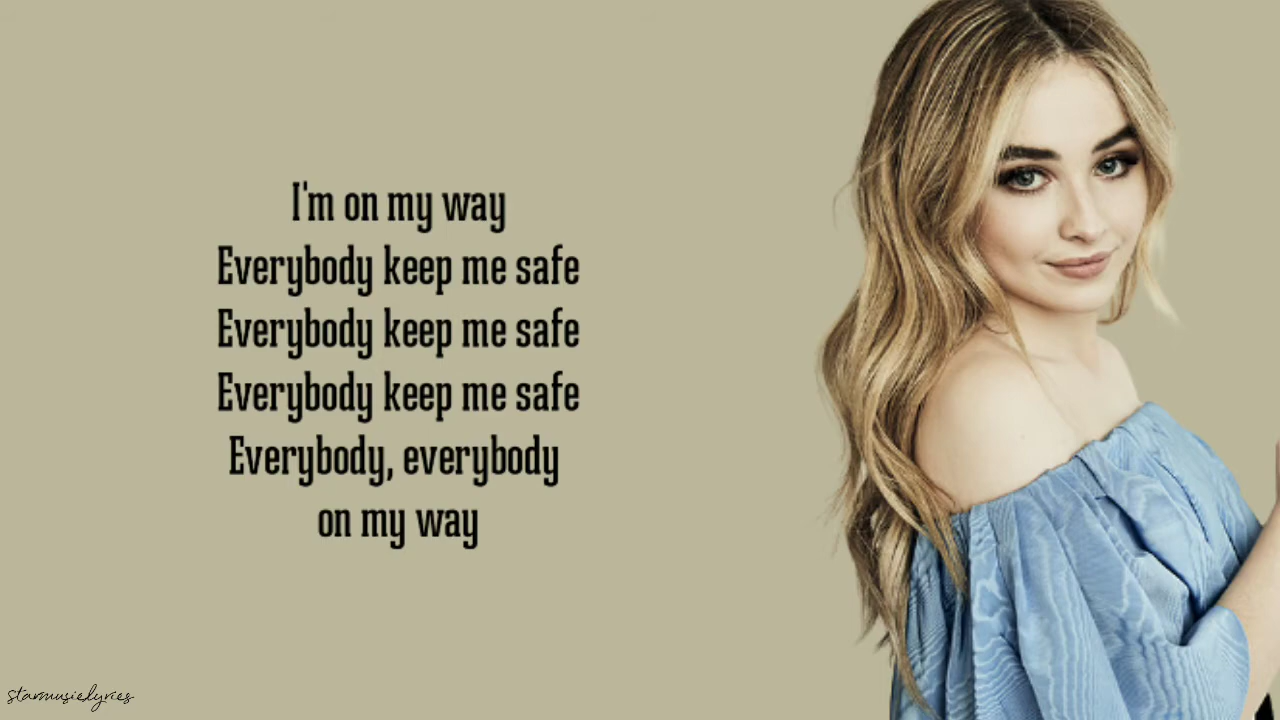 I'm on my way
Everybody keep me safe
Everybody keep me safe
Everybody keep me safe
Everybody, everybody
on my way
starmusiclyrics